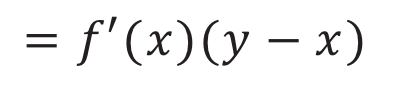 = f′(x)(y − x)